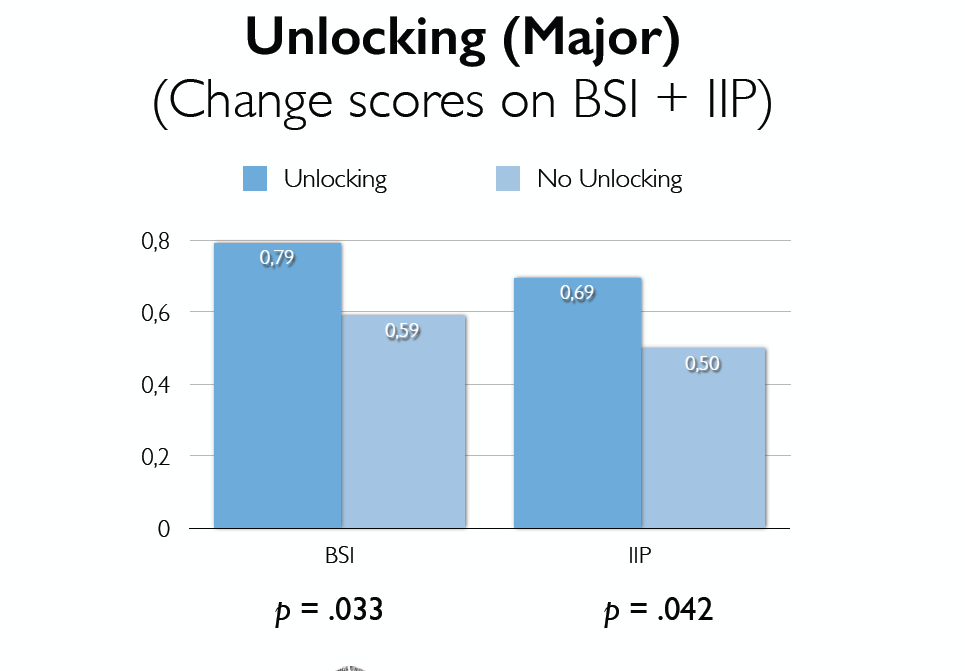 Unlocking (Major)
(Change scores on BSI + IIP)
Unlocking No Unlocking
0,8
0,79
0,69
0,6
0,59
0,50
0,4
0,2
0
BSI IIP
p = .033 p = .042